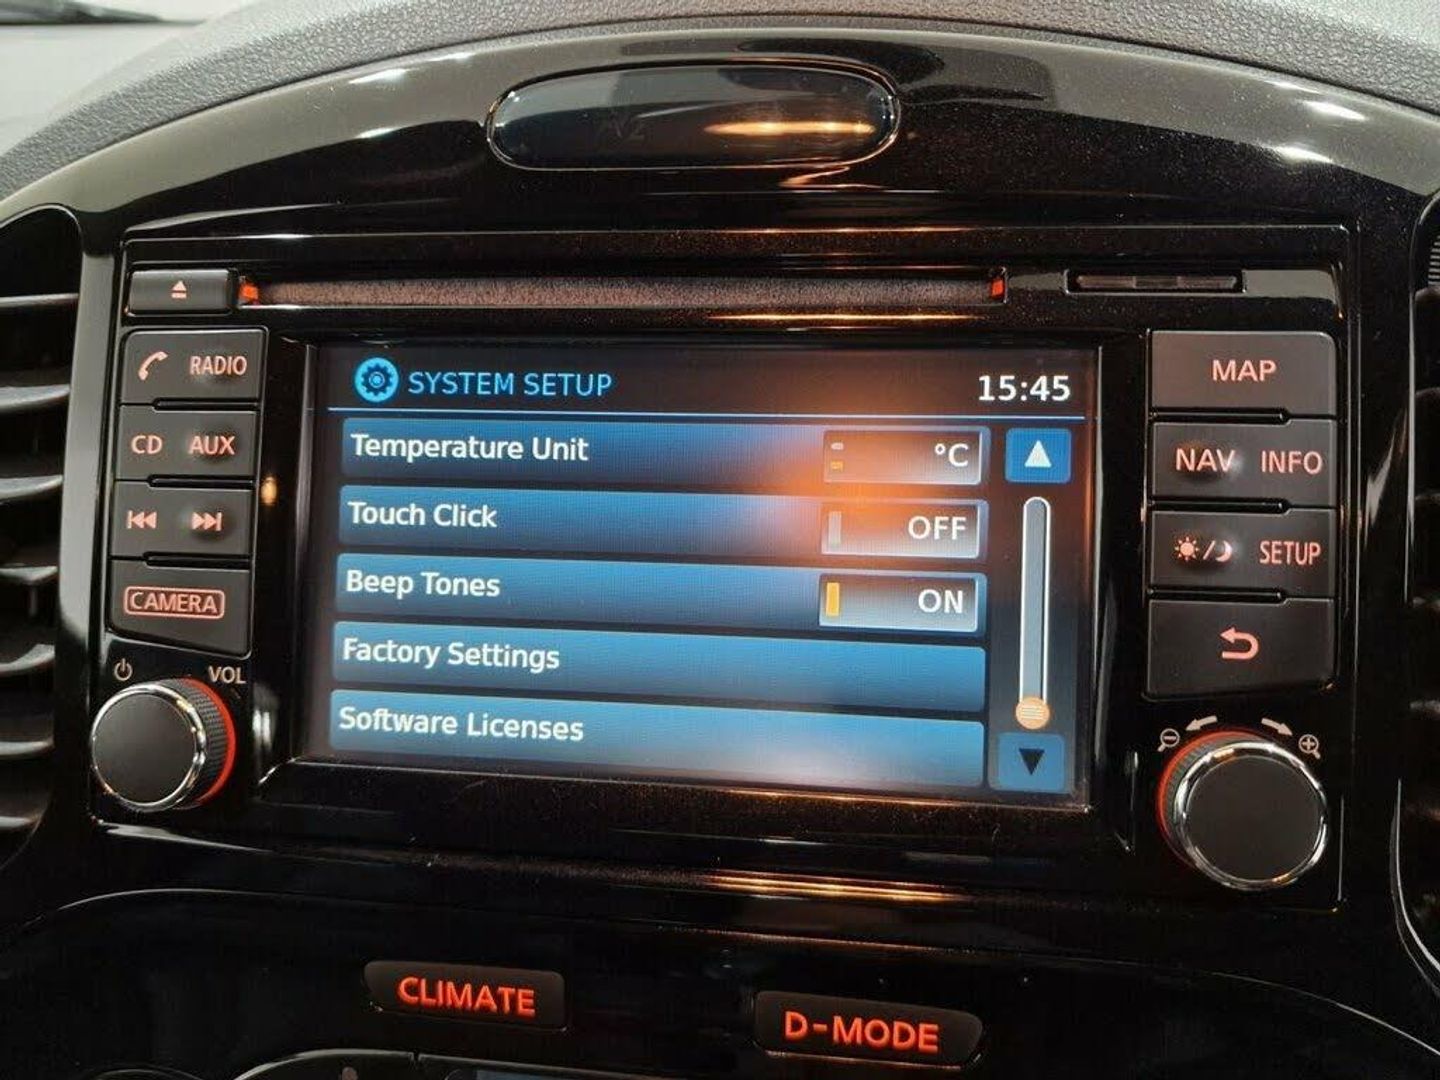 RADIO
CD AUX
CAMERA
VOL
SYSTEM SETUP 15:45
Temperature Unit °C
Touch Click OFF
Beep Tones ON
Factory Settings
Software Licenses
MAP
NAV INFO
SETUP
CLIMATE
D-MODE